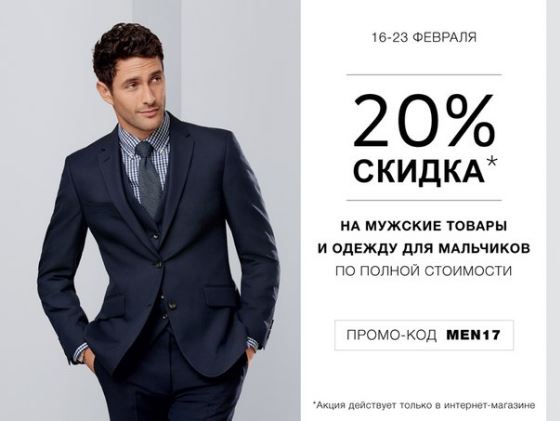 16-23 ФЕВРАЛЯ
20%
СКИДКА*
НА МУЖСКИЕ ТОВАРЫ
И ОДЕЖДУ ДЛЯ МАЛЬЧИКОВ
ПО ПОЛНОЙ СТОИМОСТИ
ПРОМО-КОД MEN17
*Акция действует только в интернет-магазине